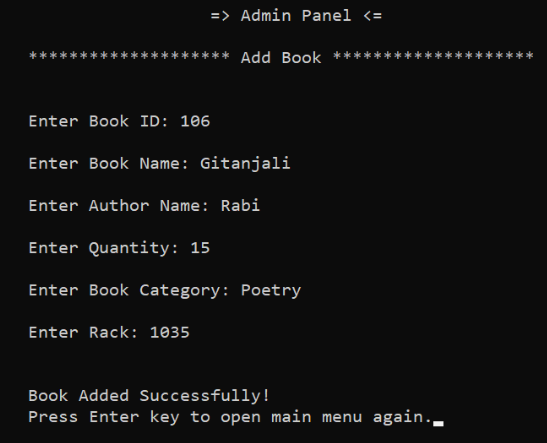 => Admin Panel <=
******************** Add Book ********************
Enter Book ID: 106
Enter Book Name: Gitanjali
Enter Author Name: Rabi
Enter Quantity: 15
Enter Book Category: Poetry
Enter Rack: 1035
Book Added Successfully!
Press Enter key to open main menu again.